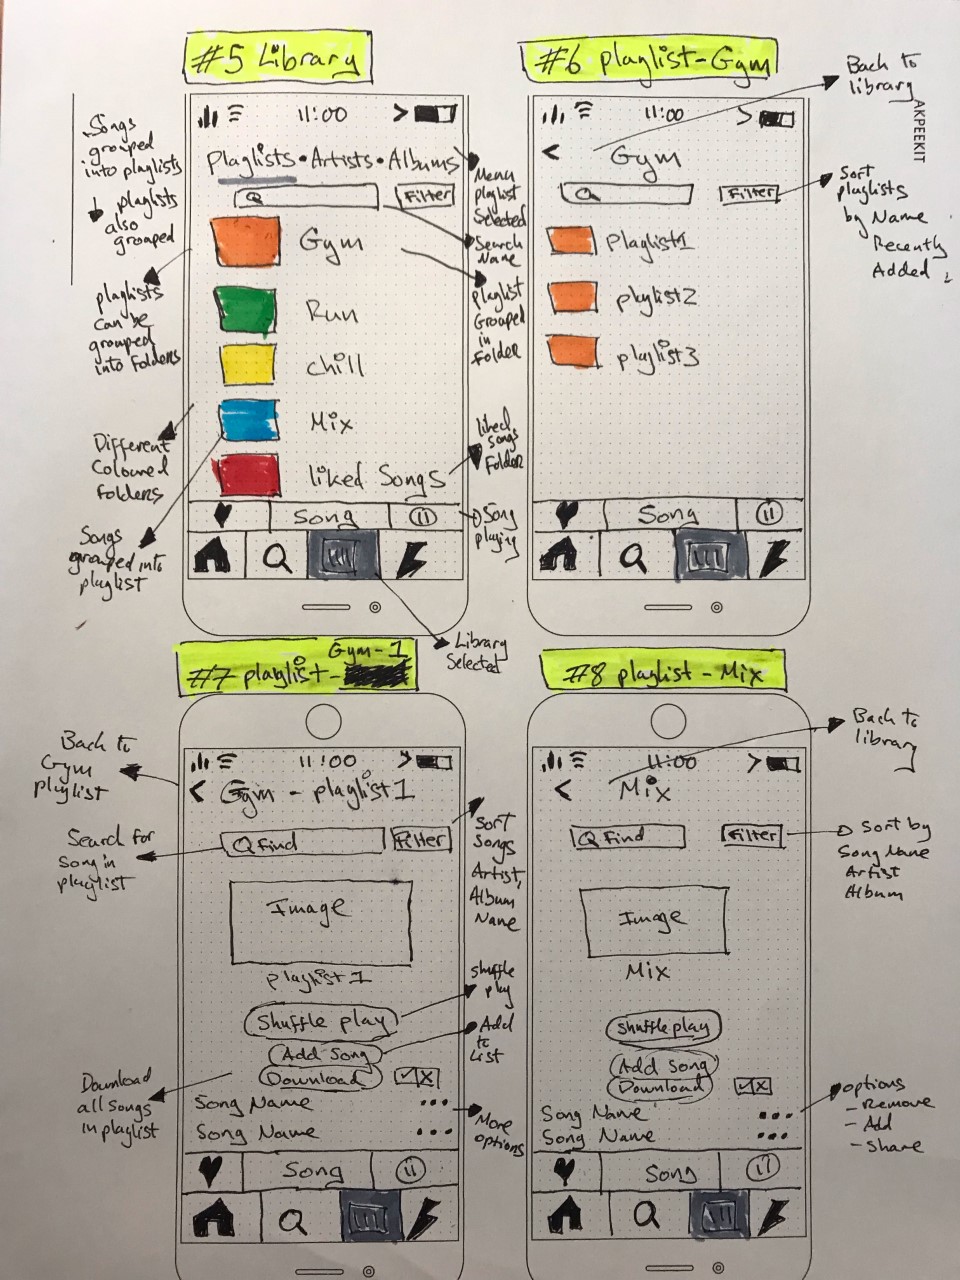 #5 Library
Songs
grouped
into playlists
playlists
also
grouped
playlists
can be
grouped
into folders
Different
Coloured
folders
Songs
grouped into
playlist
11:00
Playlists • Artists • Albums
Filter
Gym
Run
chill
Mix
liked Songs
Song
Menu
playlist
Selected
Search
Name
playlist
Grouped
in
Folder
liked
songs
Folder
Song
playing
Library
Selected
#6 playlist-Gym
11:00
< Gym
Filter
Playlist1
playlist2
playlist3
Song
Back to
library
AKPEEKIT
Sort
playlists
by Name
Recently
Added
#7 playlist- Gym-1
Back to
Gym
playlist
Search for
Song in
playlist
Download
all songs
in playlist
11:00
< Gym - playlist1
Find
Filter
Image
playlist1
Shuffle play
Add Song
Download
Song Name ...
Song Name ...
Song
Sort
Songs
Artist,
Album
Name
shuffle
play
Add
to
List
More
options
#8 playlist - Mix
11:00
< Mix
Find
Filter
Image
Mix
Shuffle play
Add Song
Download
Song Name ...
Song Name ...
Song
Back to
library
Sort by
Song Name
Artist
Album
options
- Remove
- Add
- Share